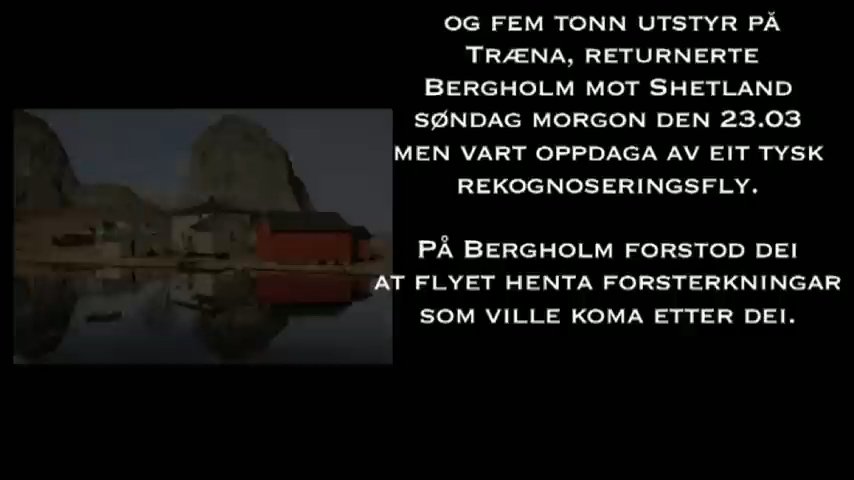 OG FEM TONN UTSTYR PÅ
TRÆNA, RETURNERTE
BERGHOLM MOT SHETLAND
SØNDAG MORGON DEN 23.03
MEN VART OPPDAGA AV EIT TYSK
REKOGNOSERINGSFLY.
PÅ BERGHOLM FORSTOD DEI
AT FLYET HENTA FORSTERKNINGAR
SOM VILLE KOMA ETTER DEI.